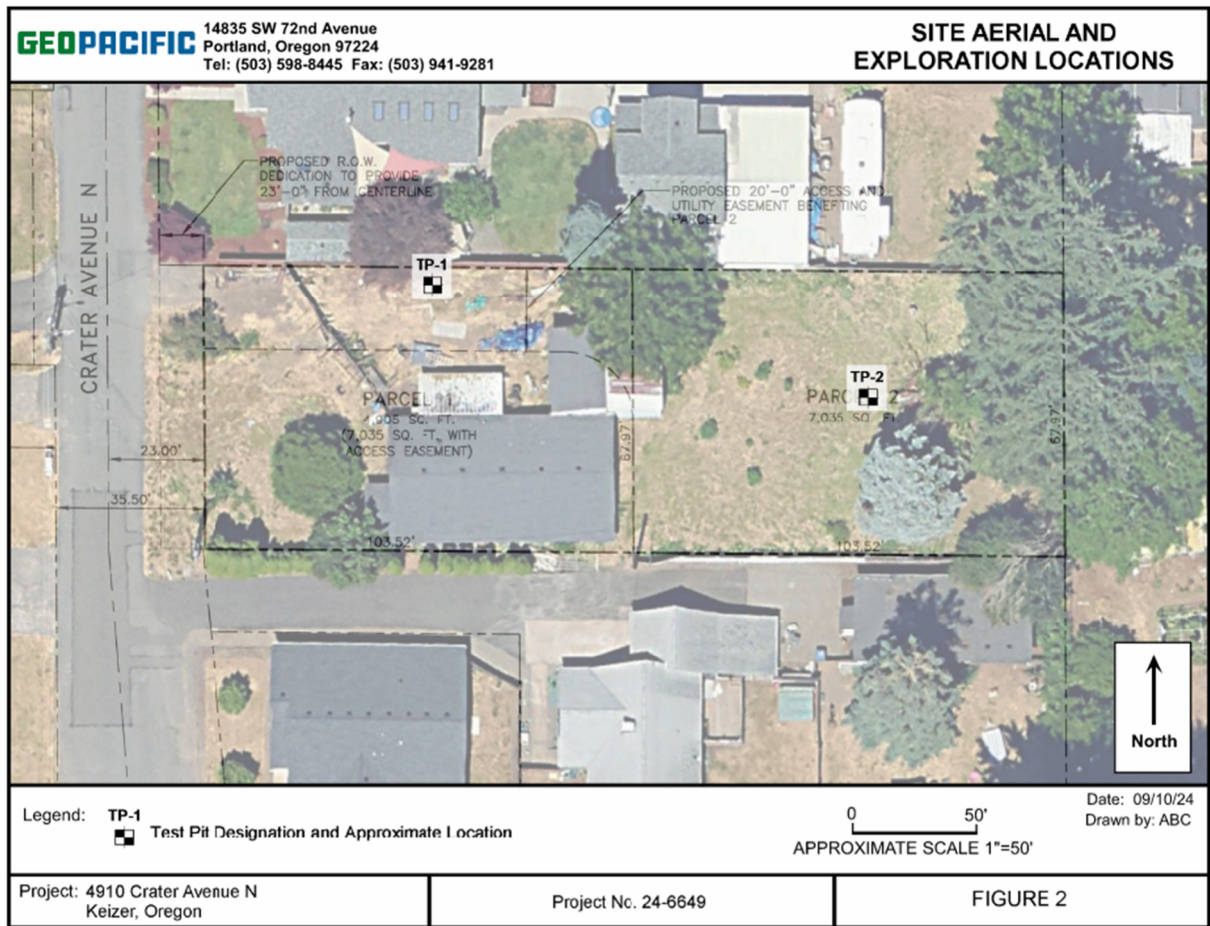 GEOPACIFIC
14835 SW 72nd Avenue
Portland, Oregon 97224
Tel: (503) 598-8445 Fax: (503) 941-9281
SITE AERIAL AND
EXPLORATION LOCATIONS
CRATER AVENUE N
PROPOSED R.O.W.
DEDICATION TO PROVIDE
23'-0" FROM CENTERLINE
PROPOSED 20'-0" ACCESS AND
UTILITY EASEMENT BENEFITING
PARCEL 2
TP-1
TP-2
PARCEL 1
4,905 SQ. FT.
(7,035 SQ. FT. WITH
ACCESS EASEMENT)
PARCEL 2
7,035 SQ. FT.
67.97'
67.97'
23.00'
35.50'
103.52'
103.52'
North
Legend:
TP-1
Test Pit Designation and Approximate Location
0 50'
APPROXIMATE SCALE 1"=50'
Date: 09/10/24
Drawn by: ABC
Project: 4910 Crater Avenue N
Keizer, Oregon
Project No. 24-6649
FIGURE 2